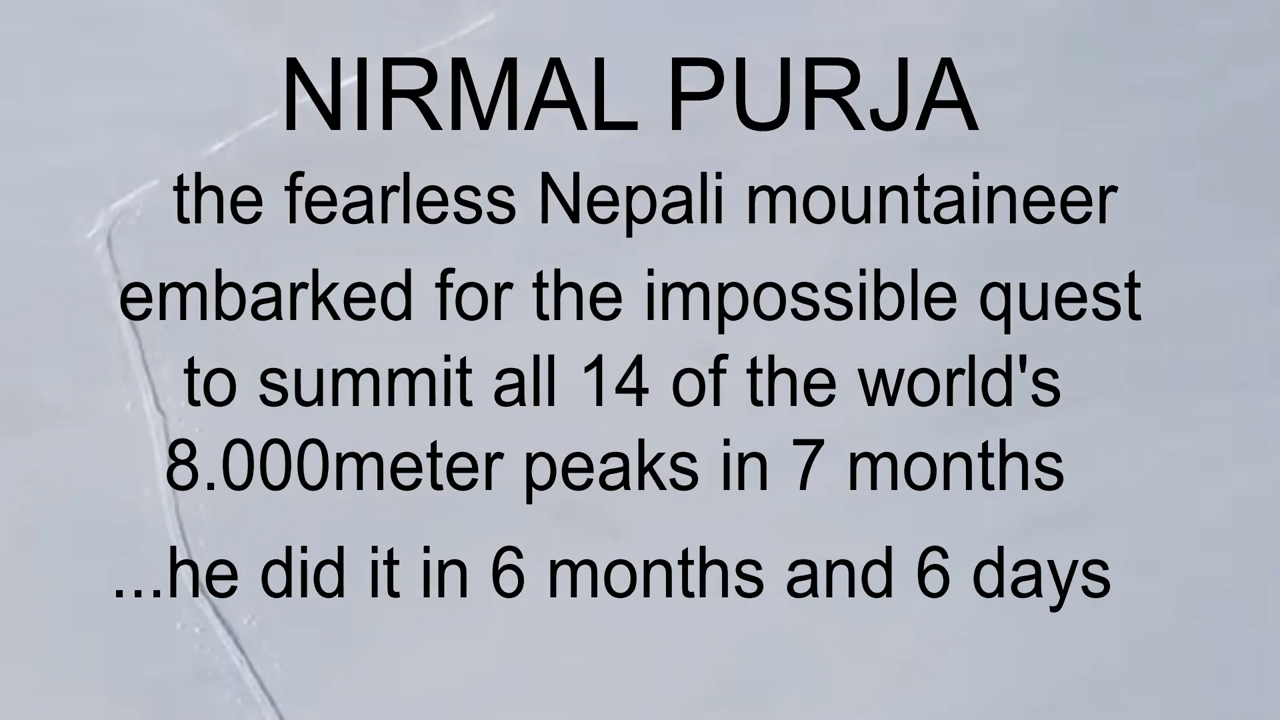 NIRMAL PURJA
the fearless Nepali mountaineer
embarked for the impossible quest
to summit all 14 of the world's
8.000meter peaks in 7 months
...he did it in 6 months and 6 days